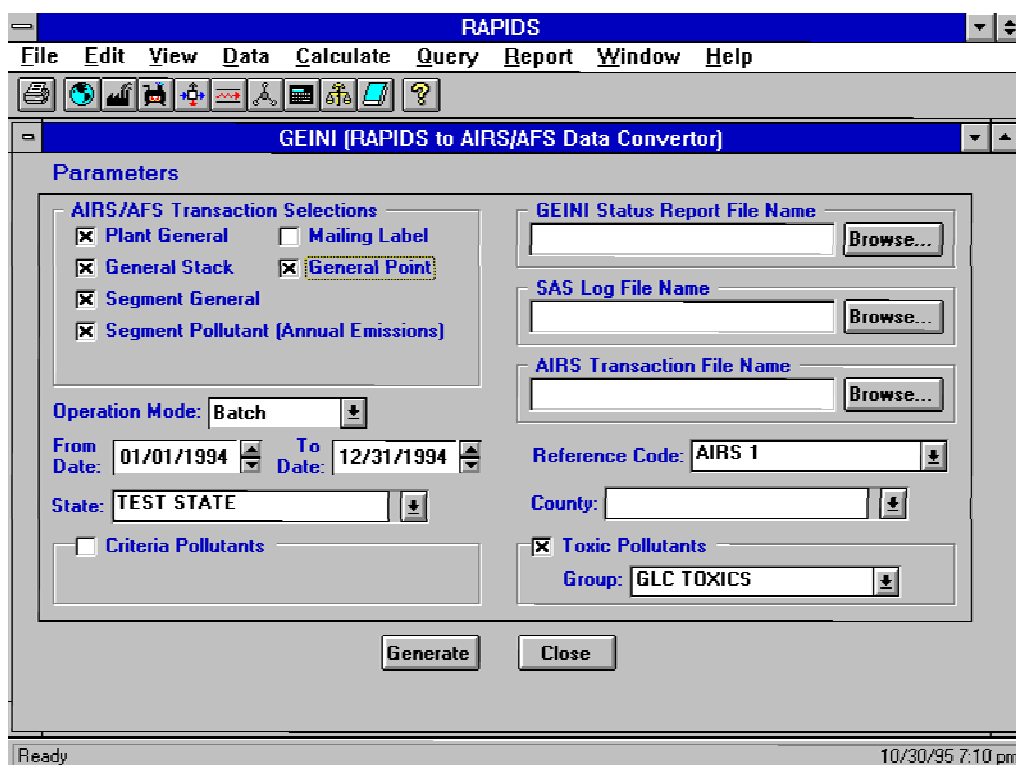 RAPIDS
File Edit View Data Calculate Query Report Window Help
GEINI (RAPIDS to AIRS/AFS Data Convertor)
Parameters
AIRS/AFS Transaction Selections
Plant General Mailing Label
General Stack General Point
Segment General
Segment Pollutant (Annual Emissions)
GEINI Status Report File Name
Browse...
SAS Log File Name
Browse...
AIRS Transaction File Name
Browse...
Operation Mode: Batch
From Date: 01/01/1994 To Date: 12/31/1994
Reference Code: AIRS 1
State: TEST STATE
County:
Criteria Pollutants
Toxic Pollutants
Group: GLC TOXICS
Generate Close
Ready 10/30/95 7:10 pm